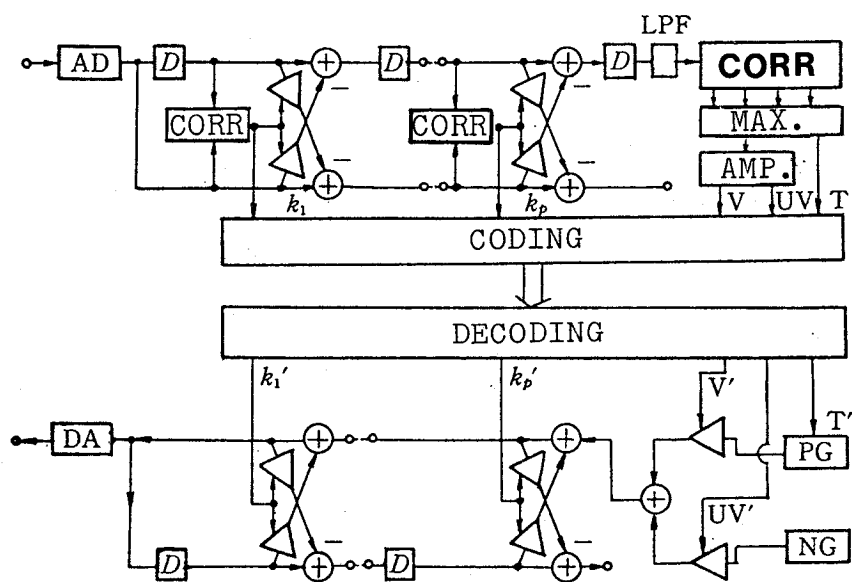 LPF
AD
D
D
D
CORR
CORR
CORR
MAX.
AMP.
V
UV
T
k₁
kₚ
CODING
DECODING
k₁'
kₚ'
V'
T'
DA
PG
UV'
NG
D
D